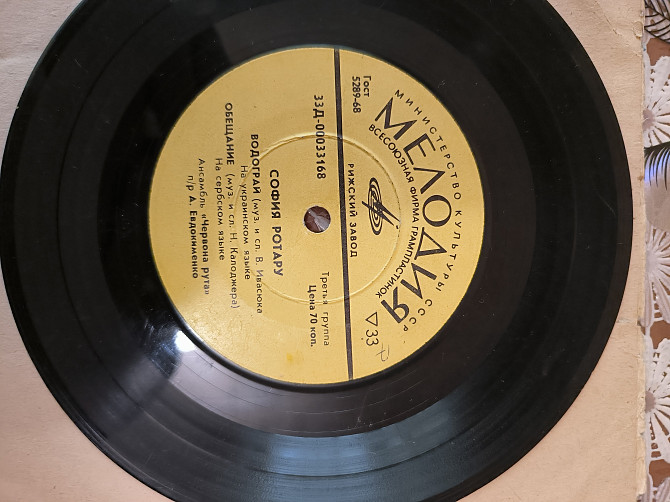 МИНИСТЕРСТВО КУЛЬТУРЫ СССР
МЕЛОДИЯ
ВСЕСОЮЗНАЯ ФИРМА ГРАМПЛАСТИНОК
Гост
5289-68
▽ 33
РИЖСКИЙ ЗАВОД
33Д-00033168
Третья группа
Цена 70 коп.
СОФИЯ РОТАРУ
ВОДОГРАЙ (муз. и сл. В. Ивасюка)
На украинском языке
ОБЕЩАНИЕ (муз. и сл. Н. Калоджера)
На сербском языке
Ансамбль «Червона рута»
п/р А. Евдокименко